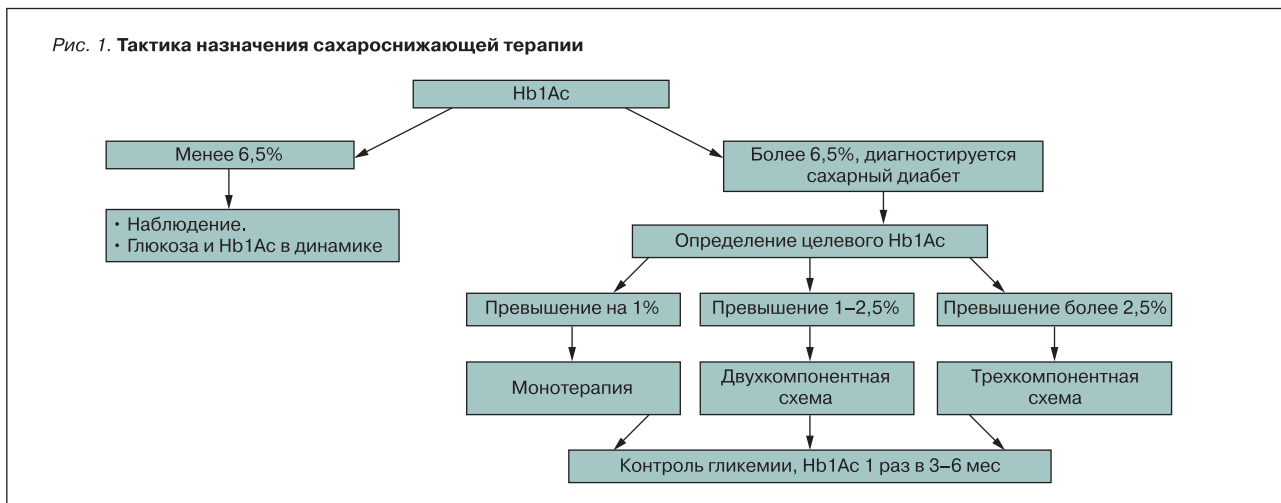 Рис. 1. Тактика назначения сахароснижающей терапии
Hb1Ac
Менее 6,5%
Более 6,5%, диагностируется
сахарный диабет
• Наблюдение.
• Глюкоза и Hb1Ac в динамике
Определение целевого Hb1Ac
Превышение на 1%
Превышение 1–2,5%
Превышение более 2,5%
Монотерапия
Двухкомпонентная
схема
Трехкомпонентная
схема
Контроль гликемии, Hb1Ac 1 раз в 3–6 мес